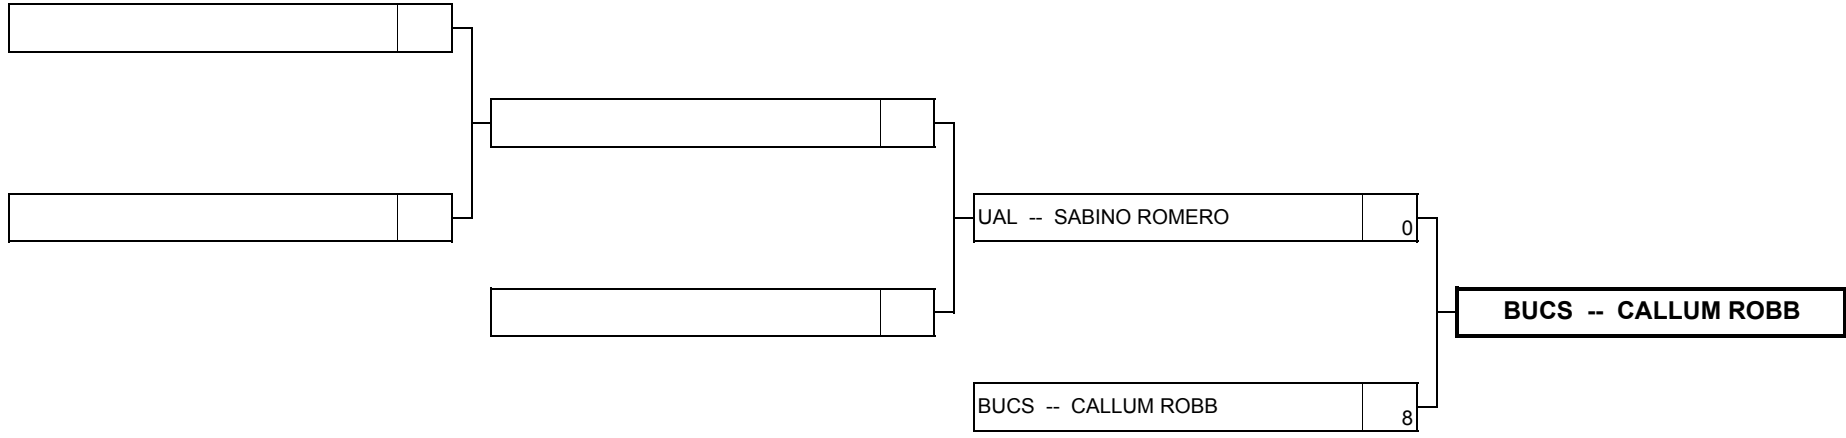 UAL -- SABINO ROMERO 0
BUCS -- CALLUM ROBB
BUCS -- CALLUM ROBB 8